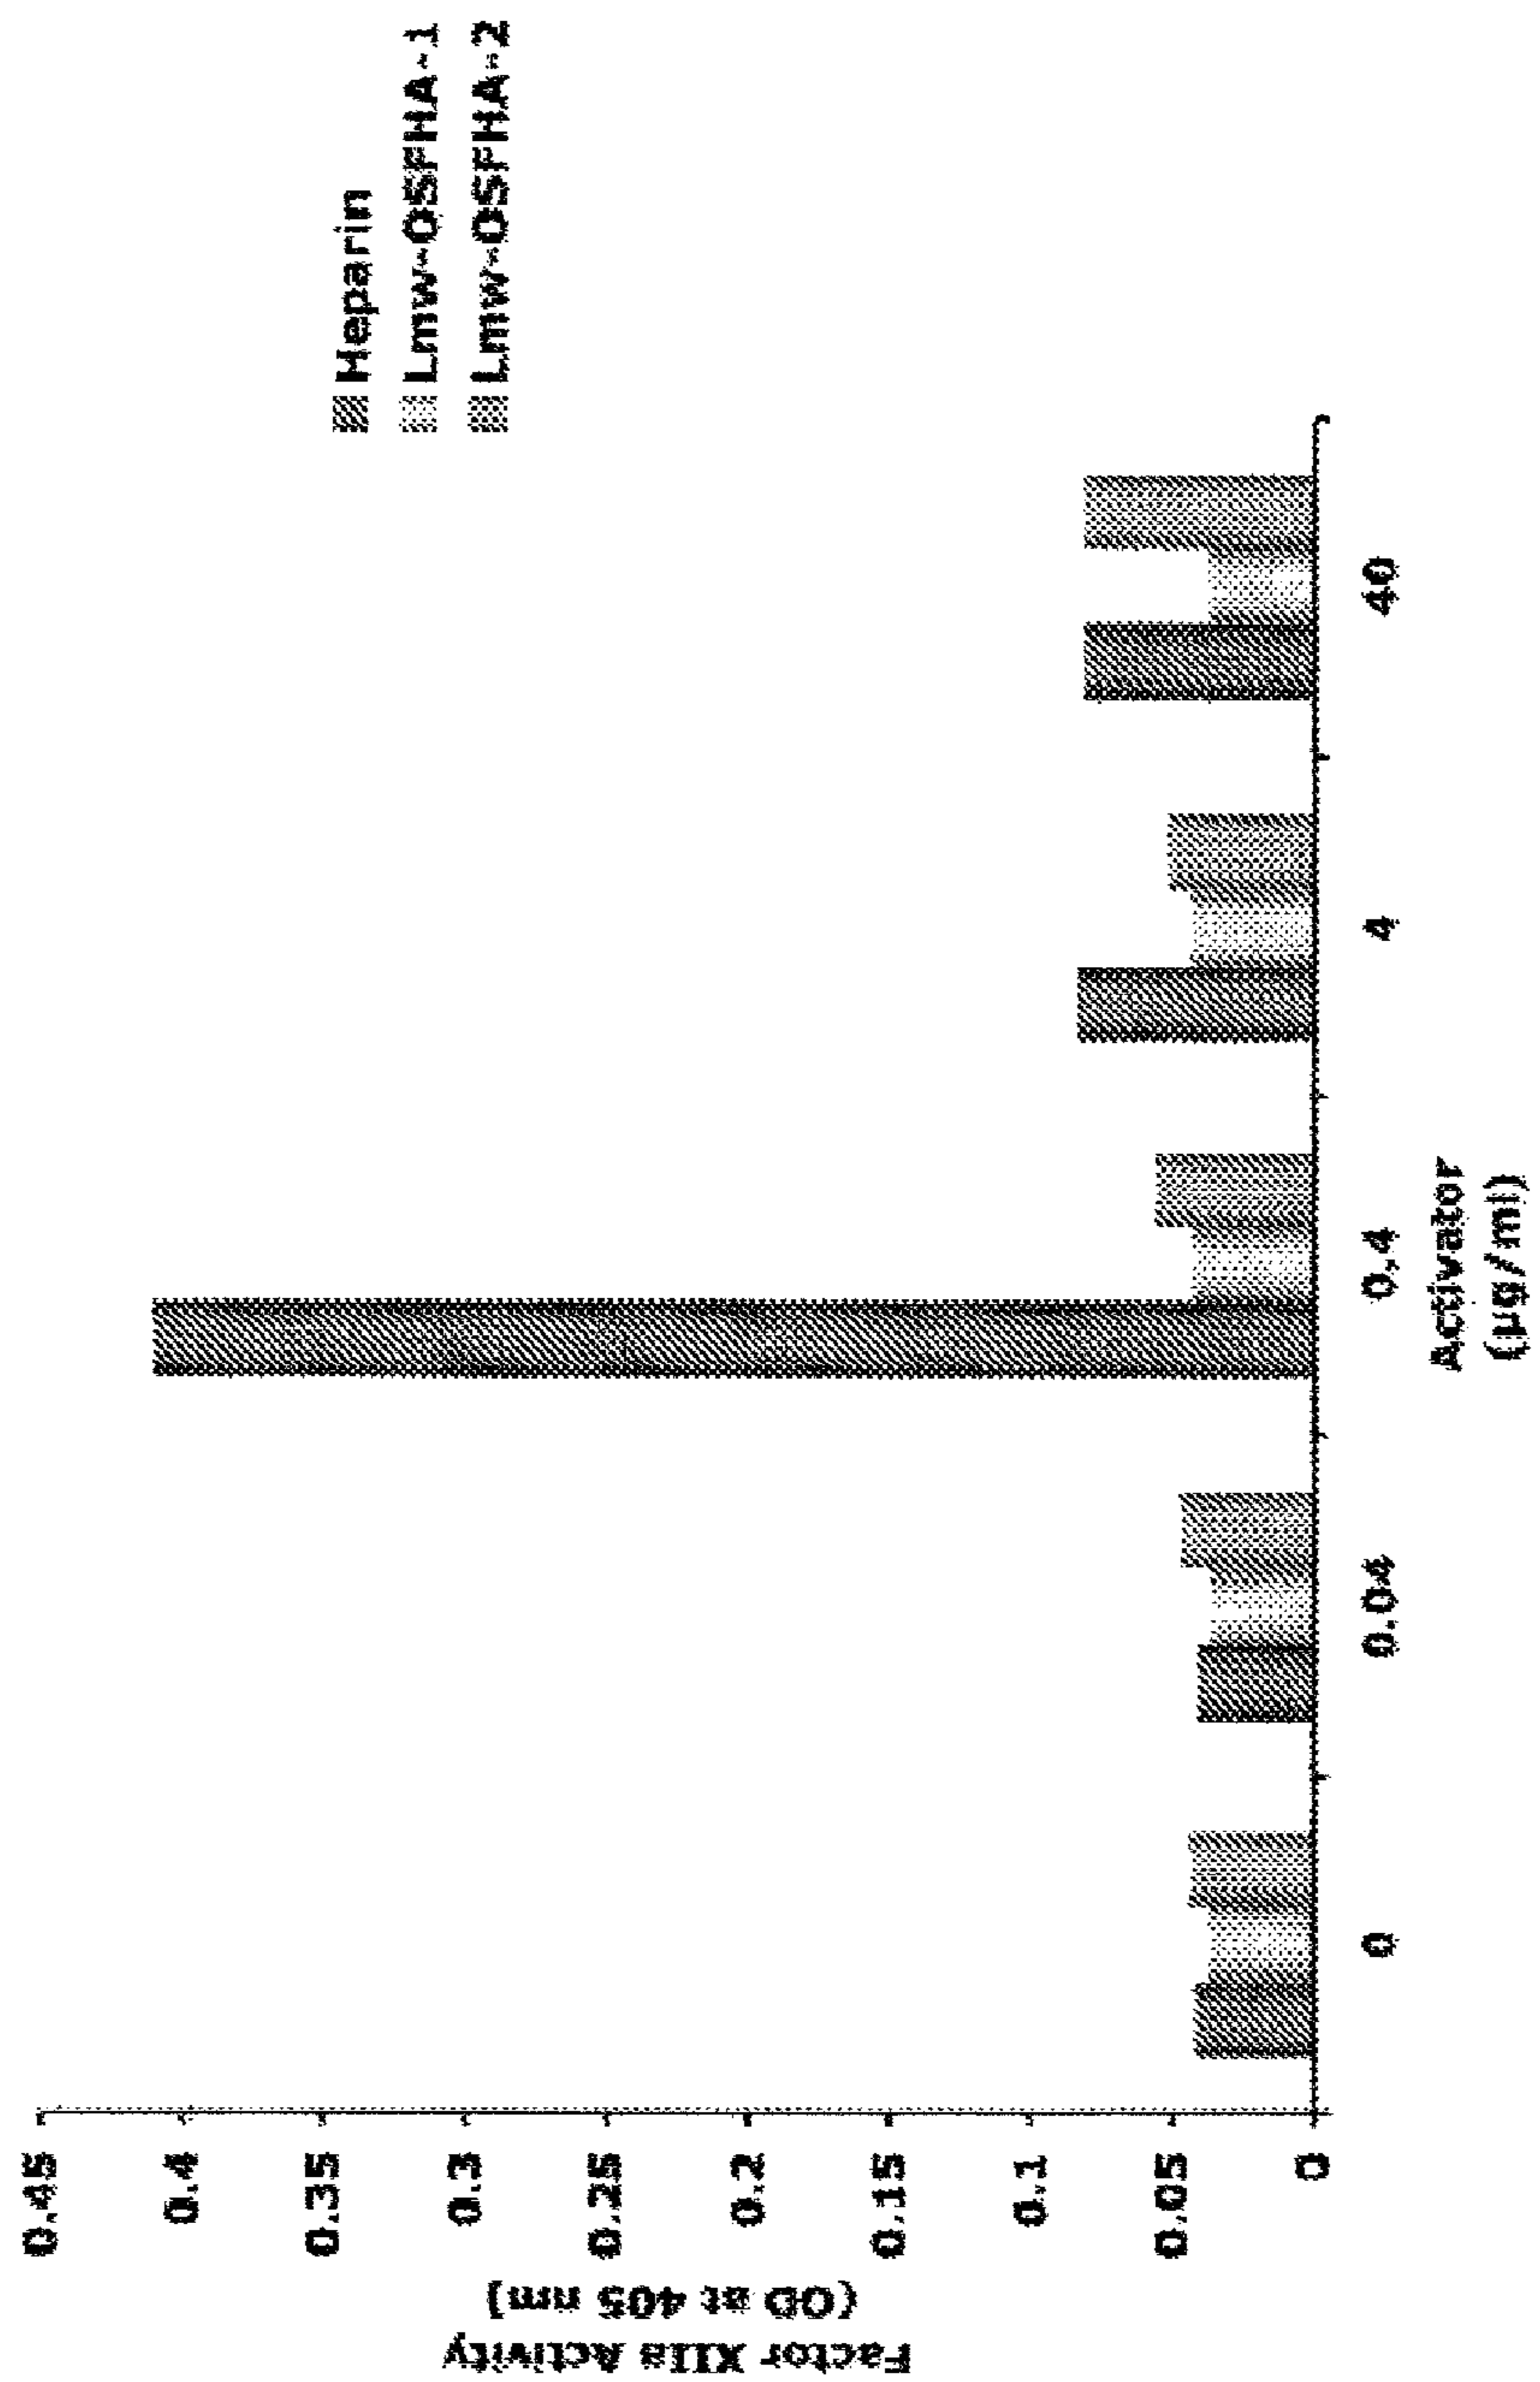 Heparin
Lmw-OSFHA-1
Lmw-OSFHA-2
Factor XIIa Activity
(OD at 405 nm)
0.45
0.4
0.35
0.3
0.25
0.2
0.15
0.1
0.05
0
0
0.04
0.4
4
40
Activator
(µg/ml)